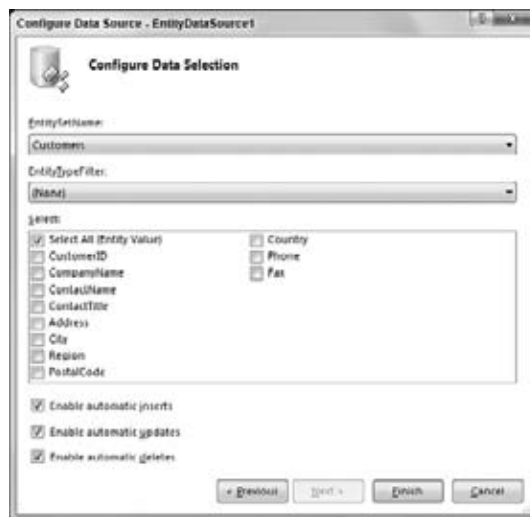 Configure Data Source - EntityDataSource1
Configure Data Selection
EntitySetName:
Customers
EntityTypeFilter:
(None)
Select:
Select All (Entity Value)
CustomerID
CompanyName
ContactName
ContactTitle
Address
City
Region
PostalCode
Country
Phone
Fax
Enable automatic inserts
Enable automatic updates
Enable automatic deletes
< Previous
Next >
Finish
Cancel